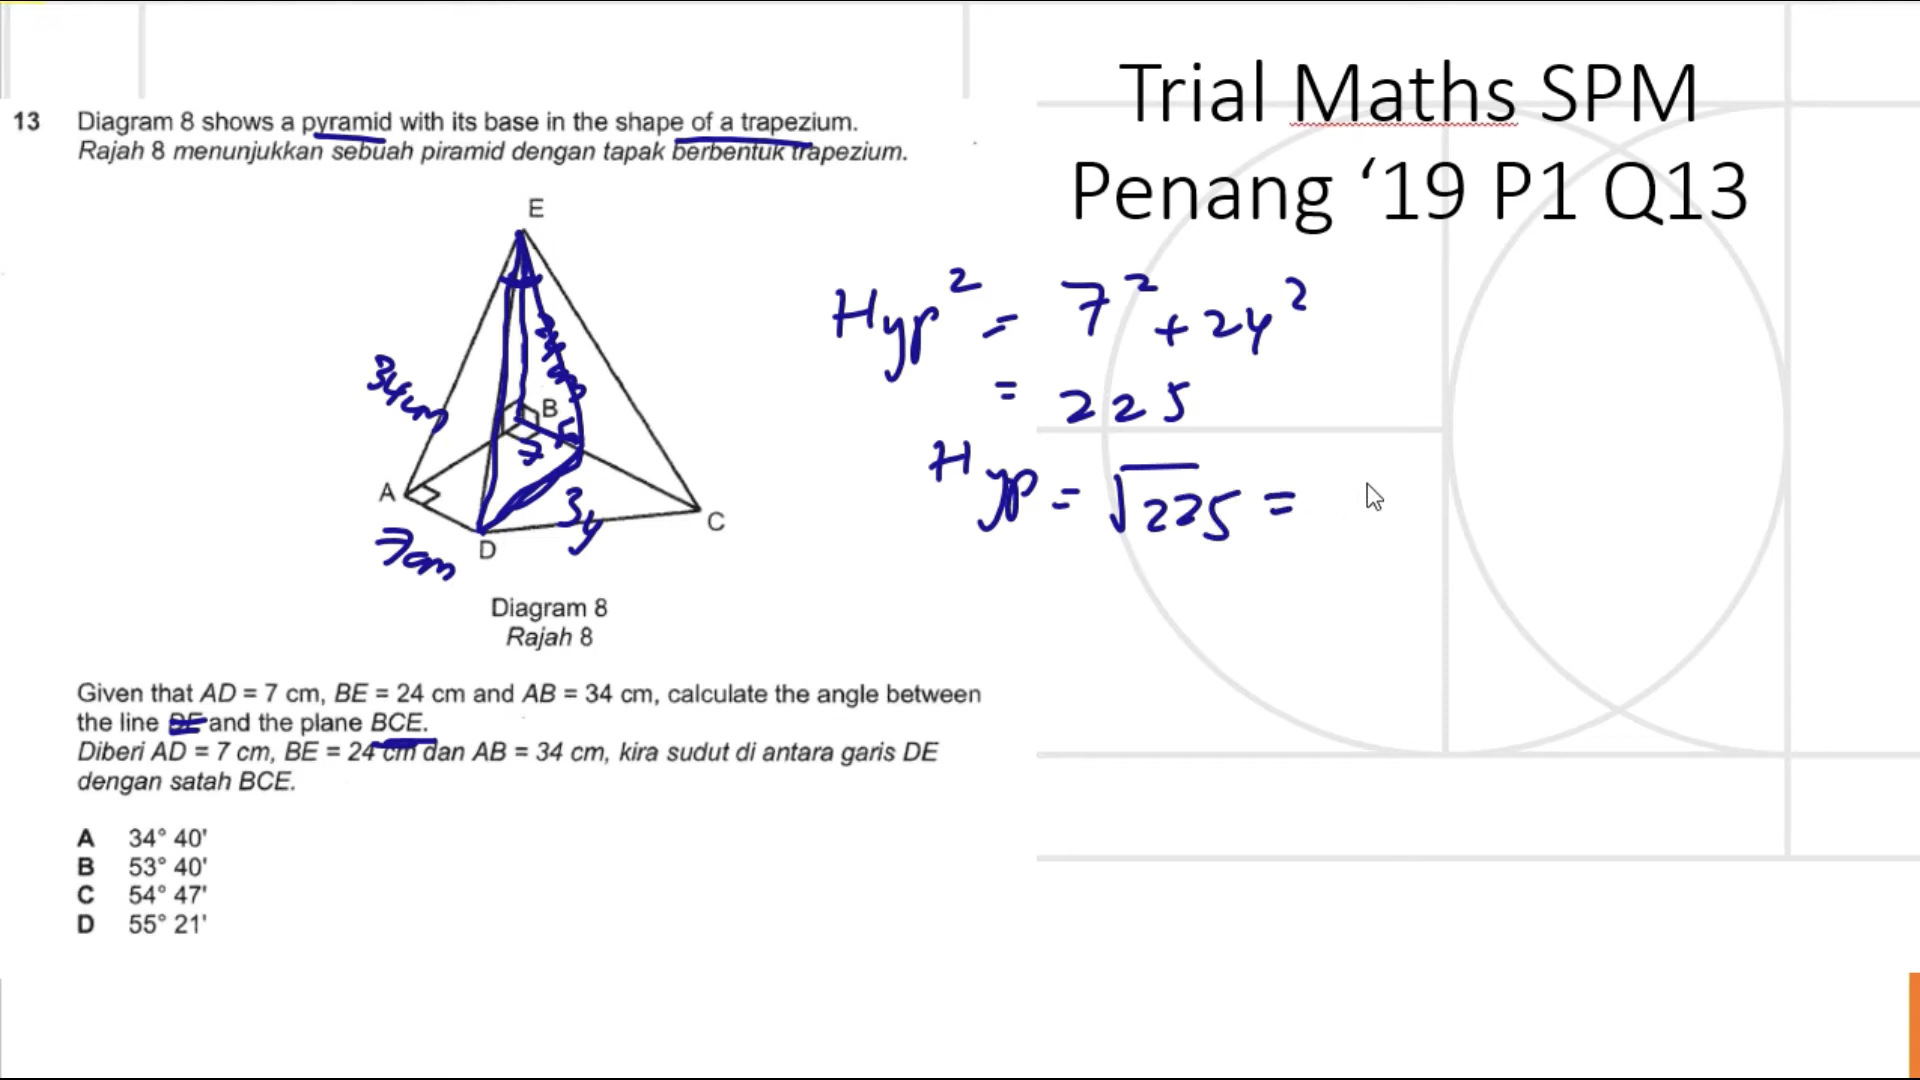 Trial Maths SPM
Penang ‘19 P1 Q13
13 Diagram 8 shows a pyramid with its base in the shape of a trapezium.
Rajah 8 menunjukkan sebuah piramid dengan tapak berbentuk trapezium.
E
34cm
B
7
A
34
C
7cm
D
Diagram 8
Rajah 8
Hyp² = 7² + 24²
= 225
Hyp = √225 =
Given that AD = 7 cm, BE = 24 cm and AB = 34 cm, calculate the angle between
the line DE and the plane BCE.
Diberi AD = 7 cm, BE = 24 cm dan AB = 34 cm, kira sudut di antara garis DE
dengan satah BCE.
A 34° 40'
B 53° 40'
C 54° 47'
D 55° 21'